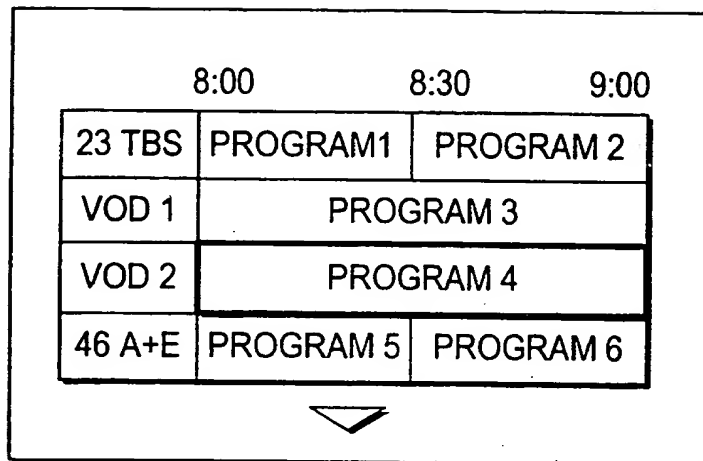 8:00 8:30 9:00
23 TBS PROGRAM1 PROGRAM 2
VOD 1 PROGRAM 3
VOD 2 PROGRAM 4
46 A+E PROGRAM 5 PROGRAM 6